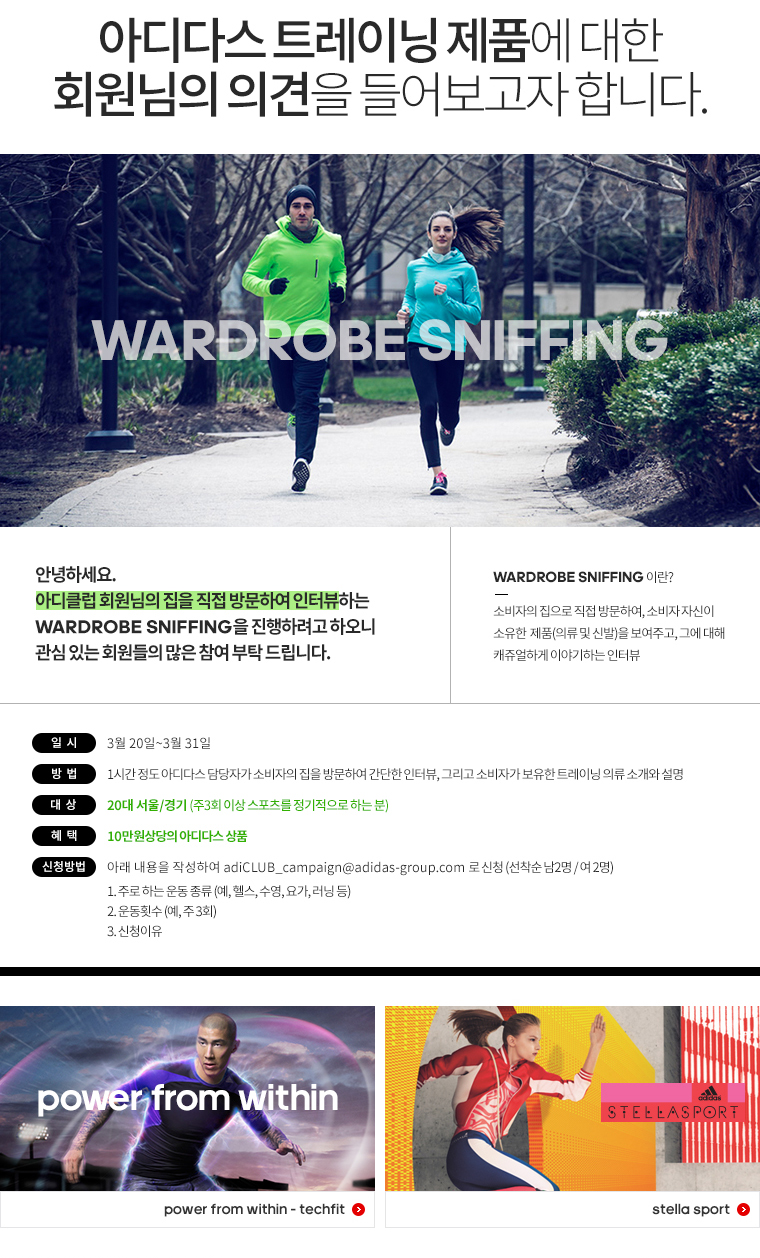 아디다스 트레이닝 제품에 대한
회원님의 의견을 들어보고자 합니다.
WARDROBE SNIFFING
안녕하세요.
아디클럽 회원님의 집을 직접 방문하여 인터뷰하는
WARDROBE SNIFFING을 진행하려고 하오니
관심 있는 회원들의 많은 참여 부탁 드립니다.
WARDROBE SNIFFING 이란?
소비자의 집으로 직접 방문하여, 소비자 자신이
소유한 제품(의류 및 신발)을 보여주고, 그에 대해
캐쥬얼하게 이야기하는 인터뷰
일 시 3월 20일~3월 31일
방 법 1시간 정도 아디다스 담당자가 소비자의 집을 방문하여 간단한 인터뷰, 그리고 소비자가 보유한 트레이닝 의류 소개와 설명
대 상 20대 서울/경기 (주3회 이상 스포츠를 정기적으로 하는 분)
혜 택 10만원상당의 아디다스 상품
신청방법 아래 내용을 작성하여 adiCLUB_campaign@adidas-group.com 로 신청 (선착순 남2명 / 여 2명)
1. 주로 하는 운동 종류 (예, 헬스, 수영, 요가, 러닝 등)
2. 운동횟수 (예, 주 3회)
3. 신청이유
power from within
adidas
STELLASPORT
power from within - techfit
stella sport